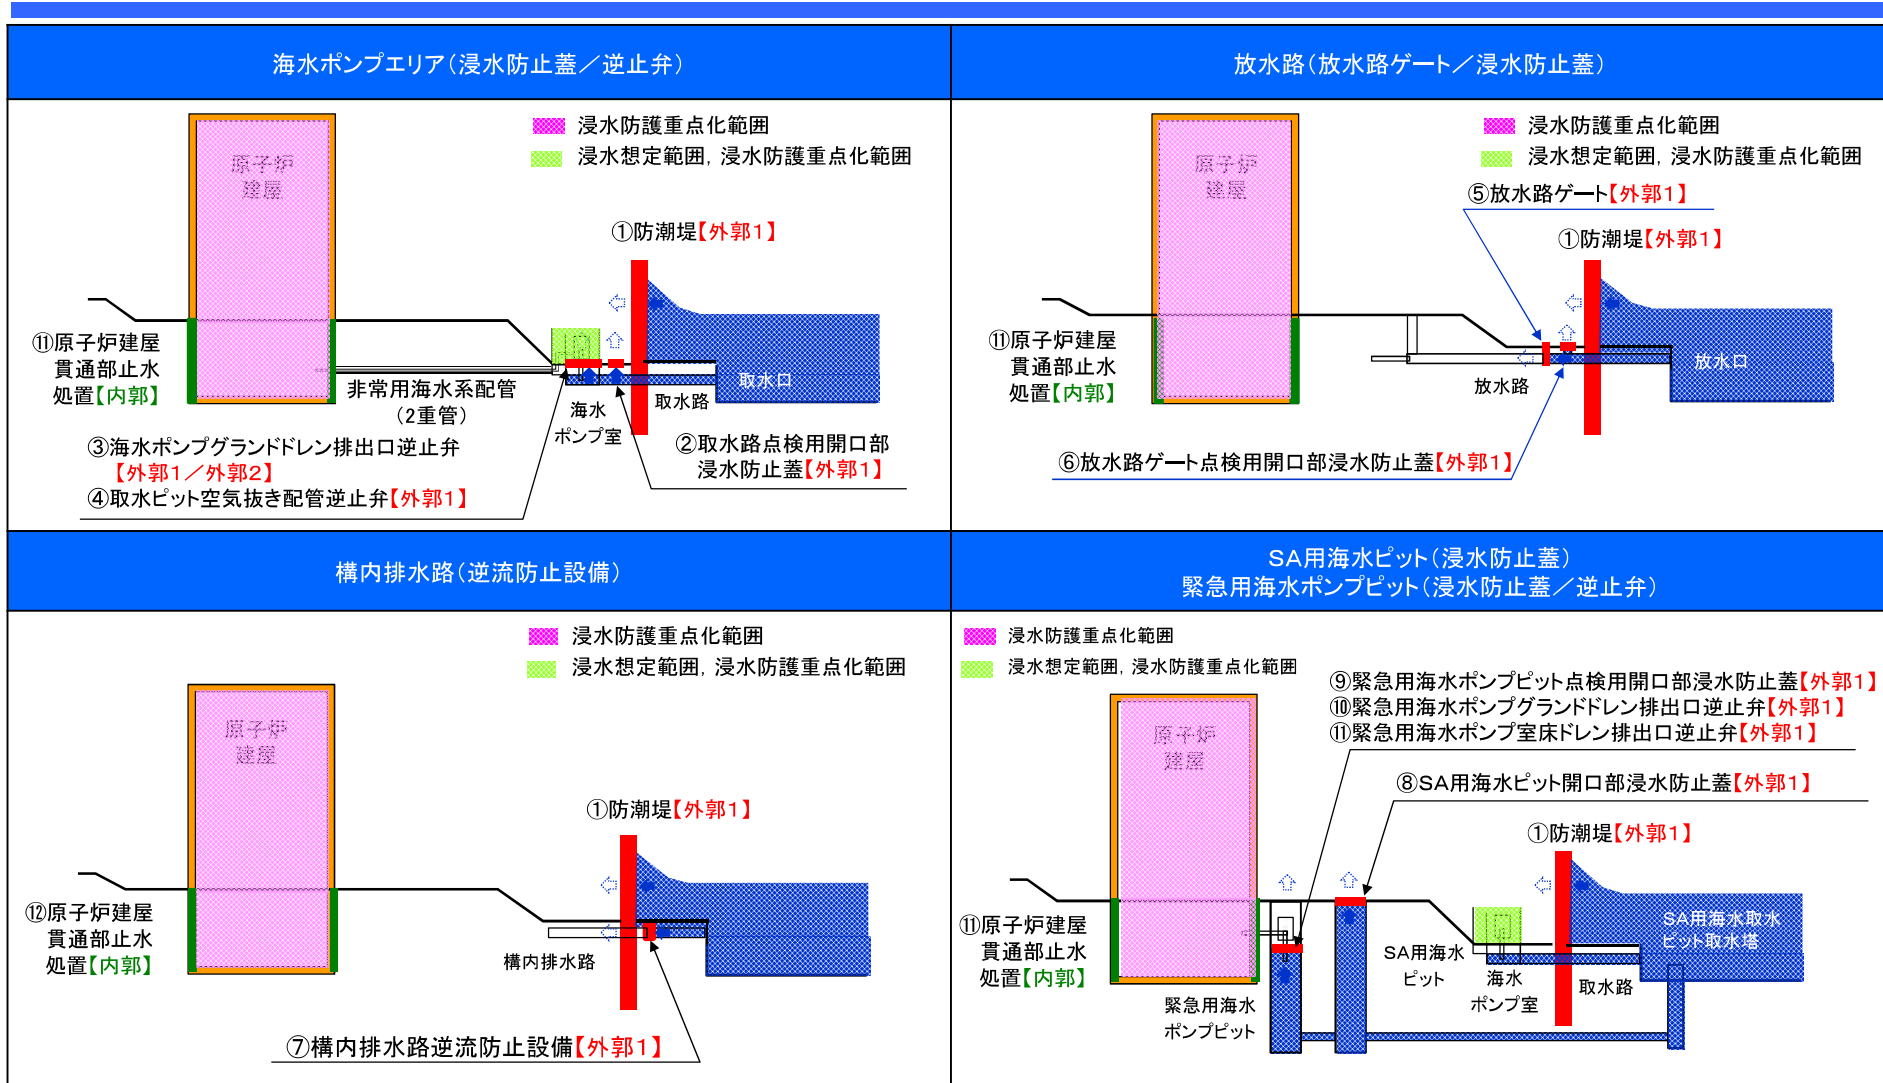 海水ポンプエリア（浸水防止蓋／逆止弁）
浸水防護重点化範囲
浸水想定範囲，浸水防護重点化範囲
原子炉
建屋
①防潮堤【外郭１】
⑪原子炉建屋
貫通部止水
処置【内郭】
非常用海水系配管
（２重管）
海水
ポンプ室
取水路
取水口
③海水ポンプグランドドレン排出口逆止弁
【外郭１／外郭２】
④取水ピット空気抜き配管逆止弁【外郭１】
②取水路点検用開口部
浸水防止蓋【外郭１】
放水路（放水路ゲート／浸水防止蓋）
浸水防護重点化範囲
浸水想定範囲，浸水防護重点化範囲
原子炉
建屋
⑤放水路ゲート【外郭１】
①防潮堤【外郭１】
⑪原子炉建屋
貫通部止水
処置【内郭】
放水路
放水口
⑥放水路ゲート点検用開口部浸水防止蓋【外郭１】
構内排水路（逆流防止設備）
浸水防護重点化範囲
浸水想定範囲，浸水防護重点化範囲
原子炉
建屋
①防潮堤【外郭１】
⑫原子炉建屋
貫通部止水
処置【内郭】
構内排水路
⑦構内排水路逆流防止設備【外郭１】
ＳＡ用海水ピット（浸水防止蓋）
緊急用海水ポンプピット（浸水防止蓋／逆止弁）
浸水防護重点化範囲
浸水想定範囲，浸水防護重点化範囲
⑨緊急用海水ポンプピット点検用開口部浸水防止蓋【外郭１】
⑩緊急用海水ポンプグランドドレン排出口逆止弁【外郭１】
⑪緊急用海水ポンプ室床ドレン排出口逆止弁【外郭１】
⑧ＳＡ用海水ピット開口部浸水防止蓋【外郭１】
原子炉
建屋
①防潮堤【外郭１】
⑪原子炉建屋
貫通部止水
処置【内郭】
緊急用海水
ポンプピット
ＳＡ用海水
ピット
海水
ポンプ室
取水路
ＳＡ用海水取水
ピット取水塔